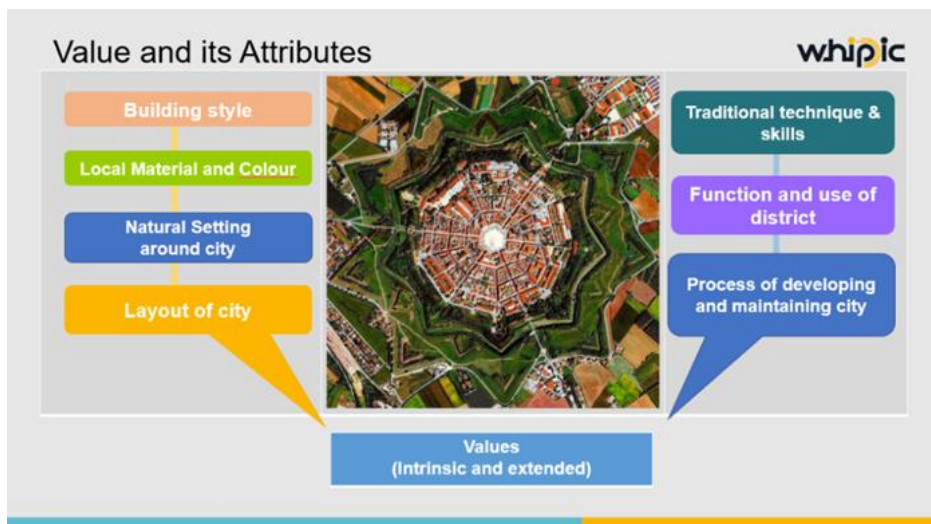 Value and its Attributes
whipic
Building style
Local Material and Colour
Natural Setting
around city
Layout of city
Traditional technique &
skills
Function and use of
district
Process of developing
and maintaining city
Values
(Intrinsic and extended)